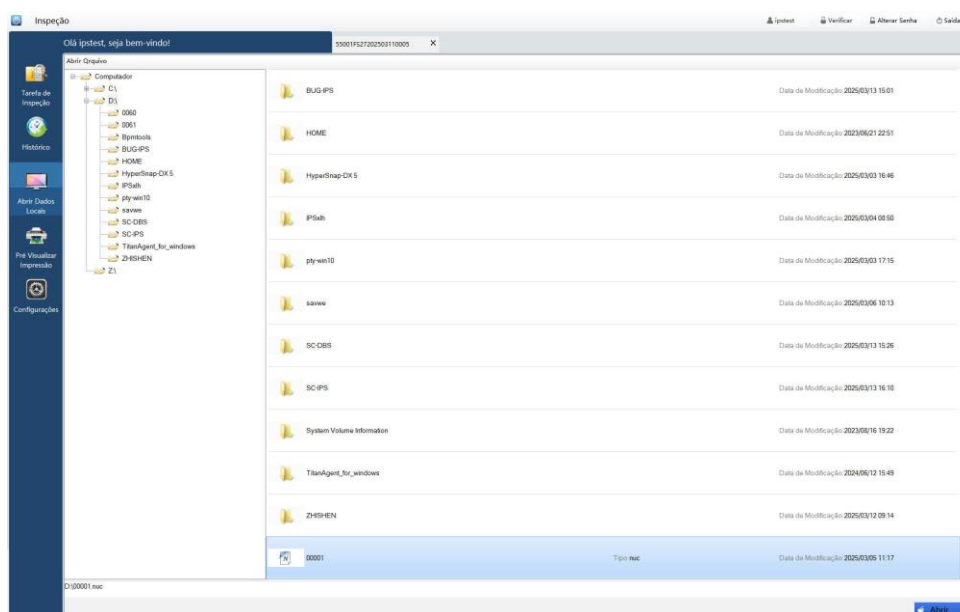 Inspeção
ipstest Verificar Alterar Senha Saída
Olá ipstest, seja bem-vindo!
55001FS27202503110005 X
Abrir Qrquivo
Tarefa de
Inspeção
Histórico
Abrir Dados
Locais
Pré Visualizar
Impressão
Configurações
Computador
C:\
D:\
0060
0061
Bpmtools
BUG-IPS
HOME
HyperSnap-DX 5
IPSxlh
pty-win10
savwe
SC-DBS
SC-IPS
TitanAgent_for_windows
ZHISHEN
Z:\
BUG-IPS Data de Modificação:2025/03/13 15:01
HOME Data de Modificação:2023/06/21 22:51
HyperSnap-DX 5 Data de Modificação:2025/03/03 16:46
IPSxlh Data de Modificação:2025/03/04 08:50
pty-win10 Data de Modificação:2025/03/03 17:15
savwe Data de Modificação:2025/03/06 10:13
SC-DBS Data de Modificação:2025/03/13 15:26
SC-IPS Data de Modificação:2025/03/13 16:10
System Volume Information Data de Modificação:2023/08/16 19:22
TitanAgent_for_windows Data de Modificação:2024/06/12 15:49
ZHISHEN Data de Modificação:2025/03/12 09:14
00001 Tipo:nuc Data de Modificação:2025/03/05 11:17
D:\00001.nuc
Abrir